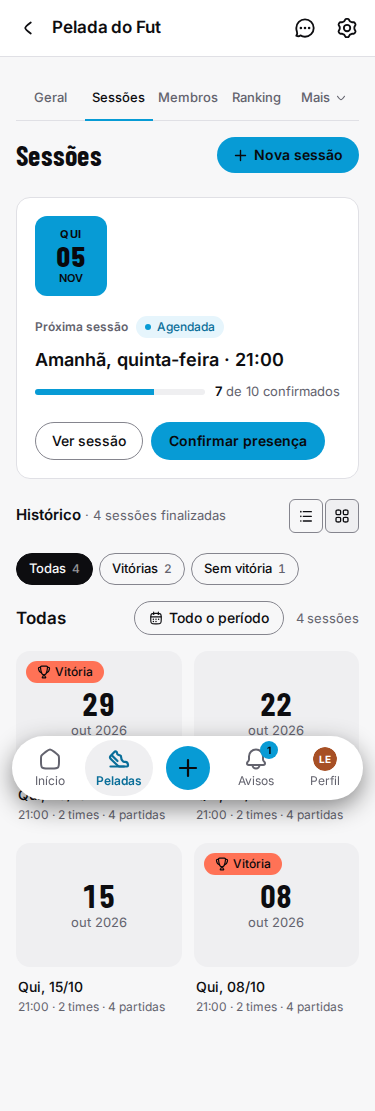 Pelada do Fut
Geral Sessões Membros Ranking Mais
Sessões
Nova sessão
QUI
05
NOV
Próxima sessão Agendada
Amanhã, quinta-feira · 21:00
7 de 10 confirmados
Ver sessão Confirmar presença
Histórico · 4 sessões finalizadas
Todas 4 Vitórias 2 Sem vitória 1
Todas Todo o período 4 sessões
Vitória
29 22
out 2026 out 2026
1
LE
Início Peladas Avisos Perfil
21:00 · 2 times · 4 partidas 21:00 · 2 times · 4 partidas
Vitória
15 08
out 2026 out 2026
Qui, 15/10 Qui, 08/10
21:00 · 2 times · 4 partidas 21:00 · 2 times · 4 partidas